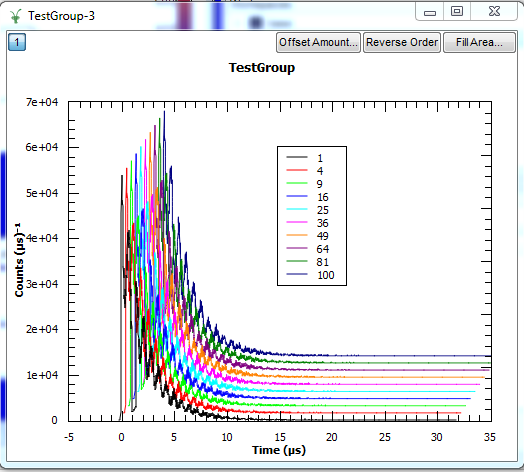 TestGroup-3
1
Offset Amount... Reverse Order Fill Area...
TestGroup
7e+04
6e+04
5e+04
4e+04
3e+04
2e+04
1e+04
0
Counts (µs)⁻¹
1
4
9
16
25
36
49
64
81
100
-5 0 5 10 15 20 25 30 35
Time (µs)